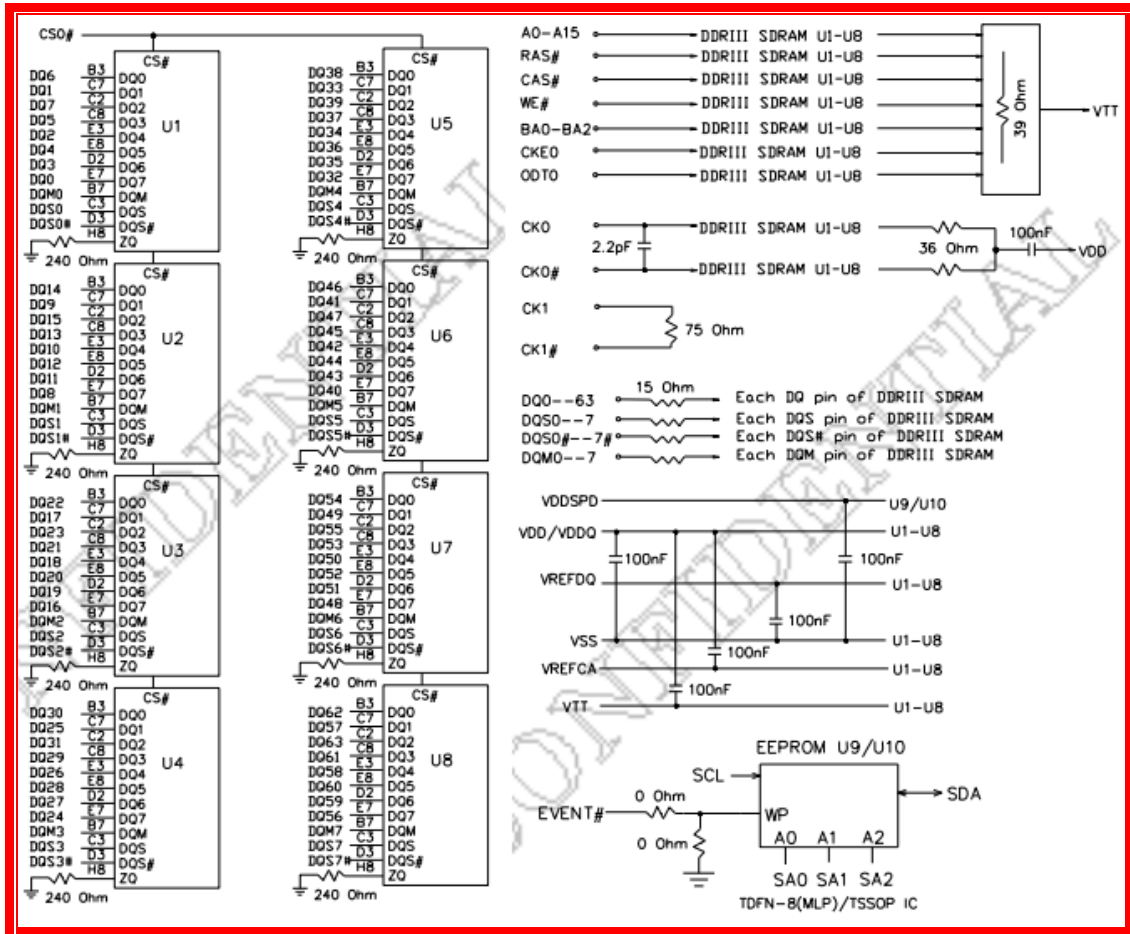 CS0#
CS#
DQ6 B3 DQ0
DQ1 C7 DQ1
DQ7 C2 DQ2
DQ5 C8 DQ3
DQ2 E3 DQ4
DQ4 E8 DQ5
DQ3 D2 DQ6
DQ0 E7 DQ7
DQM0 B7 DQM
DQS0 C3 DQS
DQS0# D3 DQS#
H8 ZQ
U1
240 Ohm
CS#
DQ14 B3 DQ0
DQ9 C7 DQ1
DQ15 C2 DQ2
DQ13 C8 DQ3
DQ10 E3 DQ4
DQ12 E8 DQ5
DQ11 D2 DQ6
DQ8 E7 DQ7
DQM1 B7 DQM
DQS1 C3 DQS
DQS1# D3 DQS#
H8 ZQ
U2
240 Ohm
CS#
DQ22 B3 DQ0
DQ17 C7 DQ1
DQ23 C2 DQ2
DQ21 C8 DQ3
DQ18 E3 DQ4
DQ20 E8 DQ5
DQ19 D2 DQ6
DQ16 E7 DQ7
DQM2 B7 DQM
DQS2 C3 DQS
DQS2# D3 DQS#
H8 ZQ
U3
240 Ohm
CS#
DQ30 B3 DQ0
DQ25 C7 DQ1
DQ31 C2 DQ2
DQ29 C8 DQ3
DQ26 E3 DQ4
DQ28 E8 DQ5
DQ27 D2 DQ6
DQ24 E7 DQ7
DQM3 B7 DQM
DQS3 C3 DQS
DQS3# D3 DQS#
H8 ZQ
U4
240 Ohm
CS#
DQ38 B3 DQ0
DQ33 C7 DQ1
DQ39 C2 DQ2
DQ37 C8 DQ3
DQ34 E3 DQ4
DQ36 E8 DQ5
DQ35 D2 DQ6
DQ32 E7 DQ7
DQM4 B7 DQM
DQS4 C3 DQS
DQS4# D3 DQS#
H8 ZQ
U5
240 Ohm
CS#
DQ46 B3 DQ0
DQ41 C7 DQ1
DQ47 C2 DQ2
DQ45 C8 DQ3
DQ42 E3 DQ4
DQ44 E8 DQ5
DQ43 D2 DQ6
DQ40 E7 DQ7
DQM5 B7 DQM
DQS5 C3 DQS
DQS5# D3 DQS#
H8 ZQ
U6
240 Ohm
CS#
DQ54 B3 DQ0
DQ49 C7 DQ1
DQ55 C2 DQ2
DQ53 C8 DQ3
DQ50 E3 DQ4
DQ52 E8 DQ5
DQ51 D2 DQ6
DQ48 E7 DQ7
DQM6 B7 DQM
DQS6 C3 DQS
DQS6# D3 DQS#
H8 ZQ
U7
240 Ohm
CS#
DQ62 B3 DQ0
DQ57 C7 DQ1
DQ63 C2 DQ2
DQ61 C8 DQ3
DQ58 E3 DQ4
DQ60 E8 DQ5
DQ59 D2 DQ6
DQ56 E7 DQ7
DQM7 B7 DQM
DQS7 C3 DQS
DQS7# D3 DQS#
H8 ZQ
U8
240 Ohm
A0-A15 DDRIII SDRAM U1-U8
RAS# DDRIII SDRAM U1-U8
CAS# DDRIII SDRAM U1-U8
WE# DDRIII SDRAM U1-U8
BA0-BA2 DDRIII SDRAM U1-U8
CKE0 DDRIII SDRAM U1-U8
ODT0 DDRIII SDRAM U1-U8
39 Ohm
VTT
CK0 DDRIII SDRAM U1-U8
2.2pF
36 Ohm
100nF
VDD
CK0# DDRIII SDRAM U1-U8
CK1
75 Ohm
CK1#
15 Ohm
DQ0--63 Each DQ pin of DDRIII SDRAM
DQS0--7 Each DQS pin of DDRIII SDRAM
DQS0#--7# Each DQS# pin of DDRIII SDRAM
DQM0--7 Each DQM pin of DDRIII SDRAM
VDDSPD U9/U10
VDD/VDDQ U1-U8
100nF 100nF
VREFDQ U1-U8
100nF
VSS U1-U8
100nF
VREFCA U1-U8
100nF
VTT U1-U8
EEPROM U9/U10
SCL
SDA
0 Ohm
EVENT# WP
0 Ohm
A0 A1 A2
SA0 SA1 SA2
TDFN-8(MLP)/TSSOP IC
CONFIDENTIAL